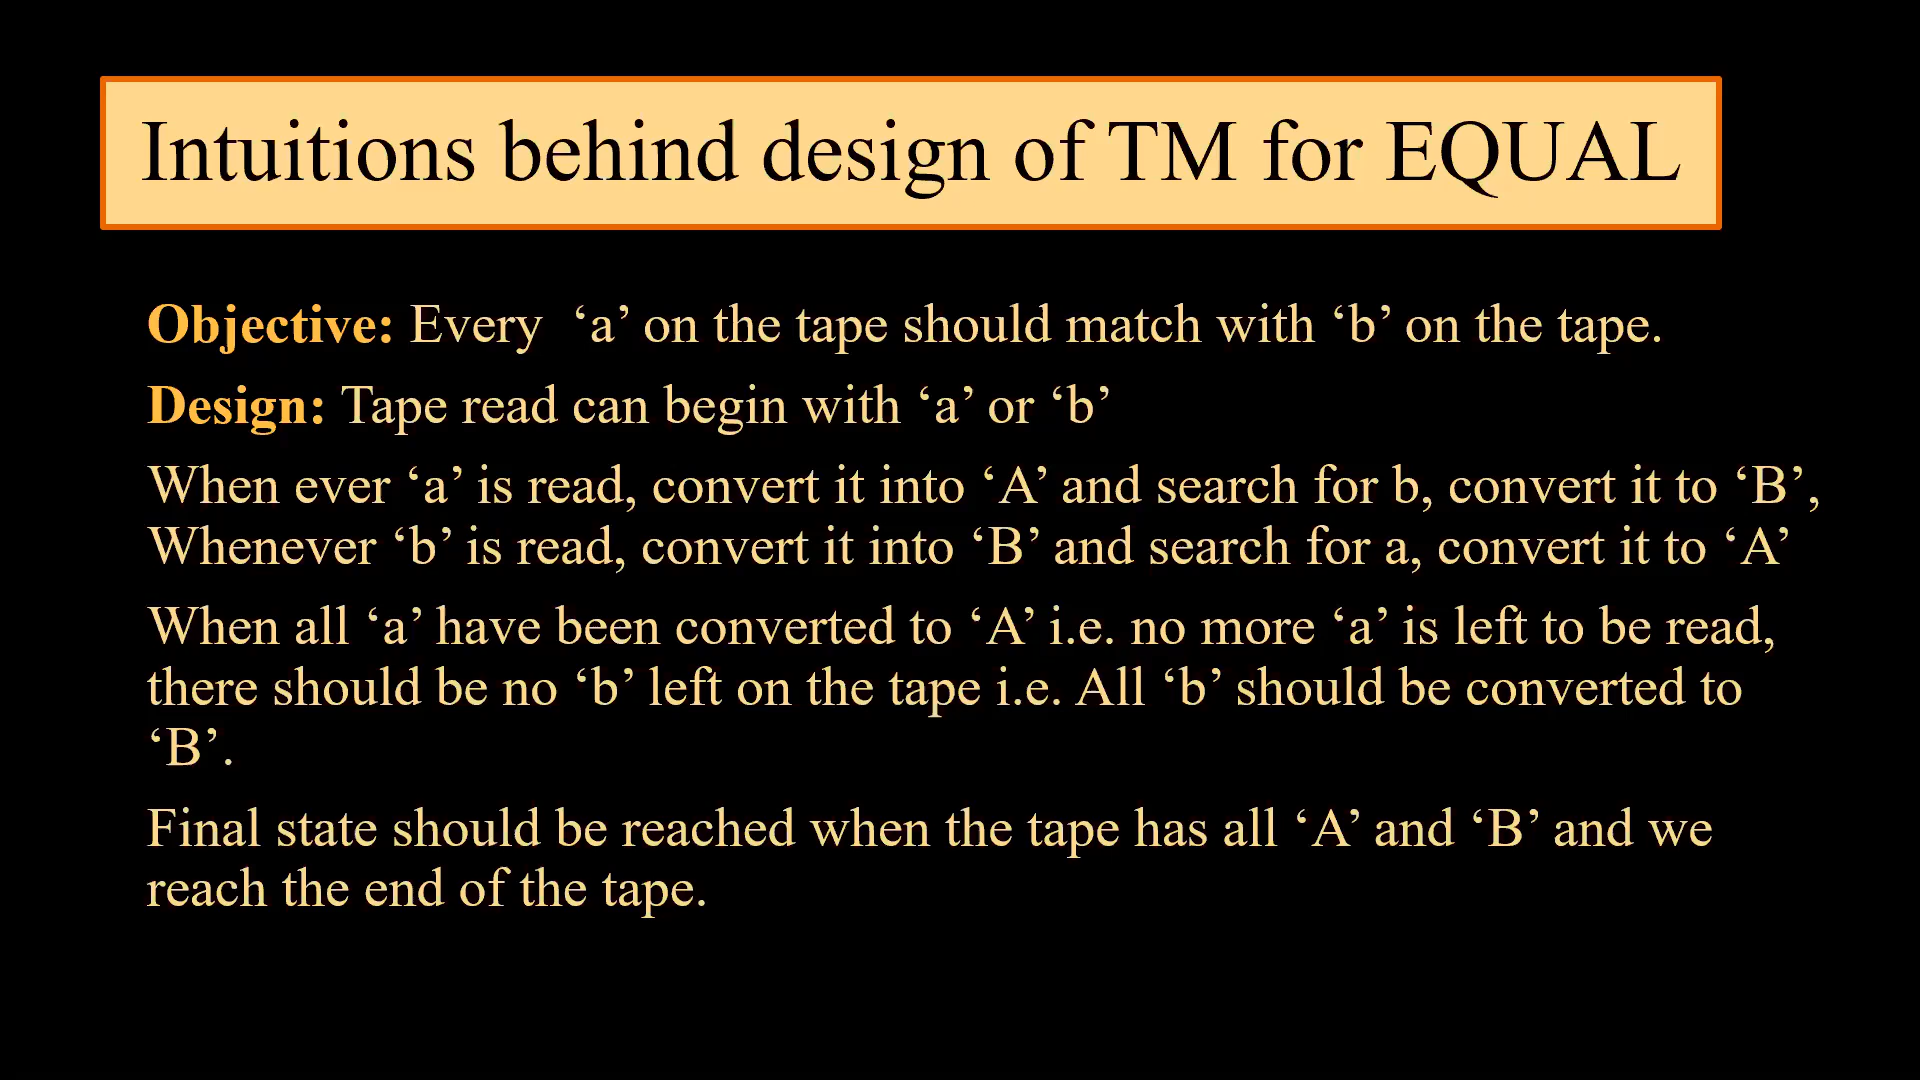 Intuitions behind design of TM for EQUAL
Objective: Every  ‘a’ on the tape should match with ‘b’ on the tape.
Design: Tape read can begin with ‘a’ or ‘b’
When ever ‘a’ is read, convert it into ‘A’ and search for b, convert it to ‘B’,
Whenever ‘b’ is read, convert it into ‘B’ and search for a, convert it to ‘A’
When all ‘a’ have been converted to ‘A’ i.e. no more ‘a’ is left to be read,
there should be no ‘b’ left on the tape i.e. All ‘b’ should be converted to
‘B’.
Final state should be reached when the tape has all ‘A’ and ‘B’ and we
reach the end of the tape.